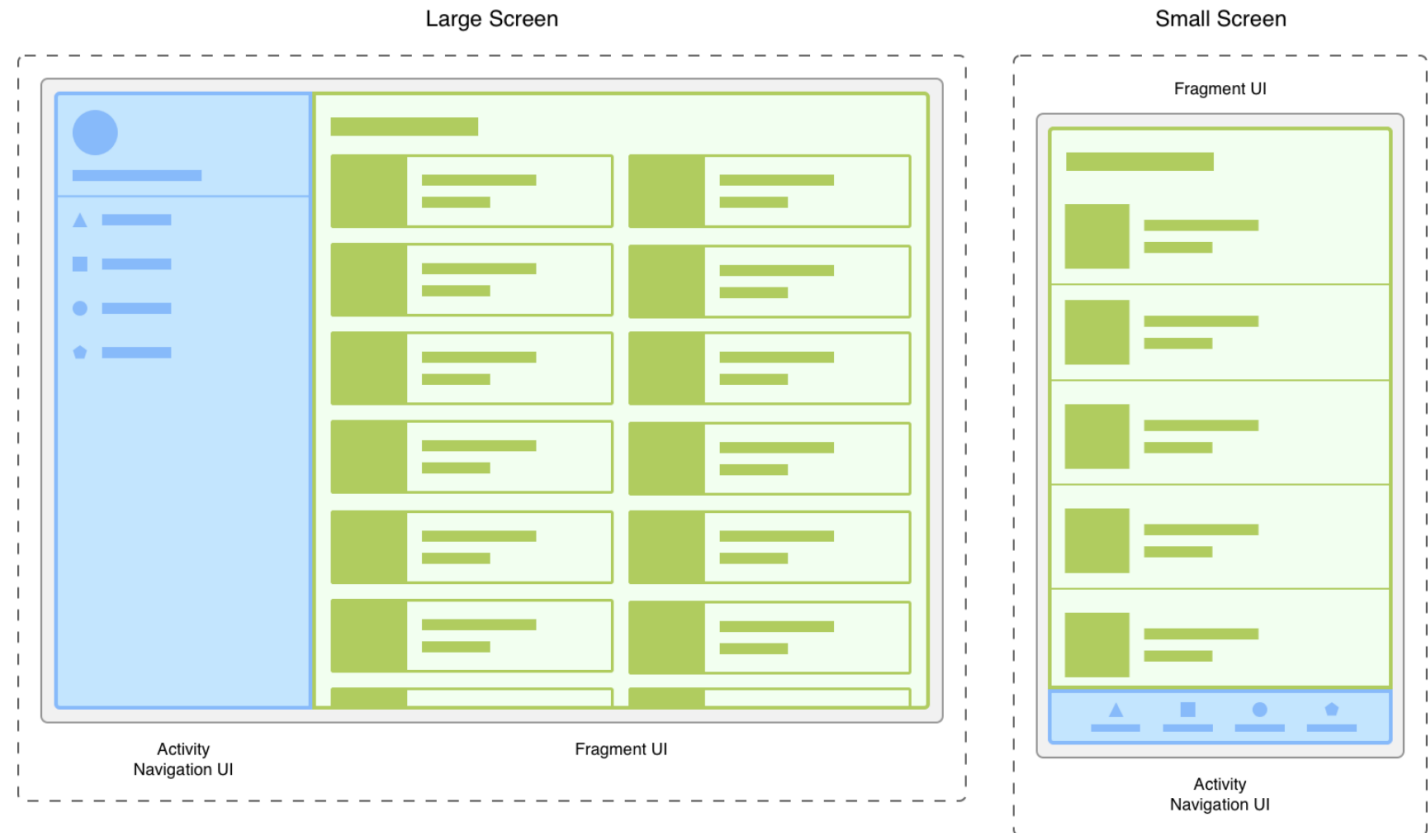 Large Screen
Small Screen
Fragment UI
Activity
Navigation UI
Fragment UI
Activity
Navigation UI